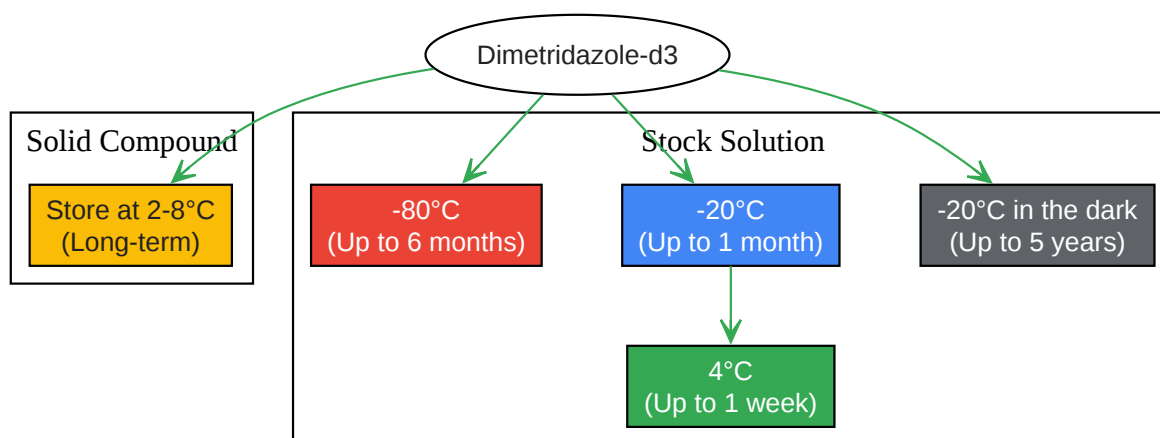 Dimetridazole-d3
Solid Compound
Stock Solution
Store at 2-8°C
(Long-term)
-80°C
(Up to 6 months)
-20°C
(Up to 1 month)
-20°C in the dark
(Up to 5 years)
4°C
(Up to 1 week)